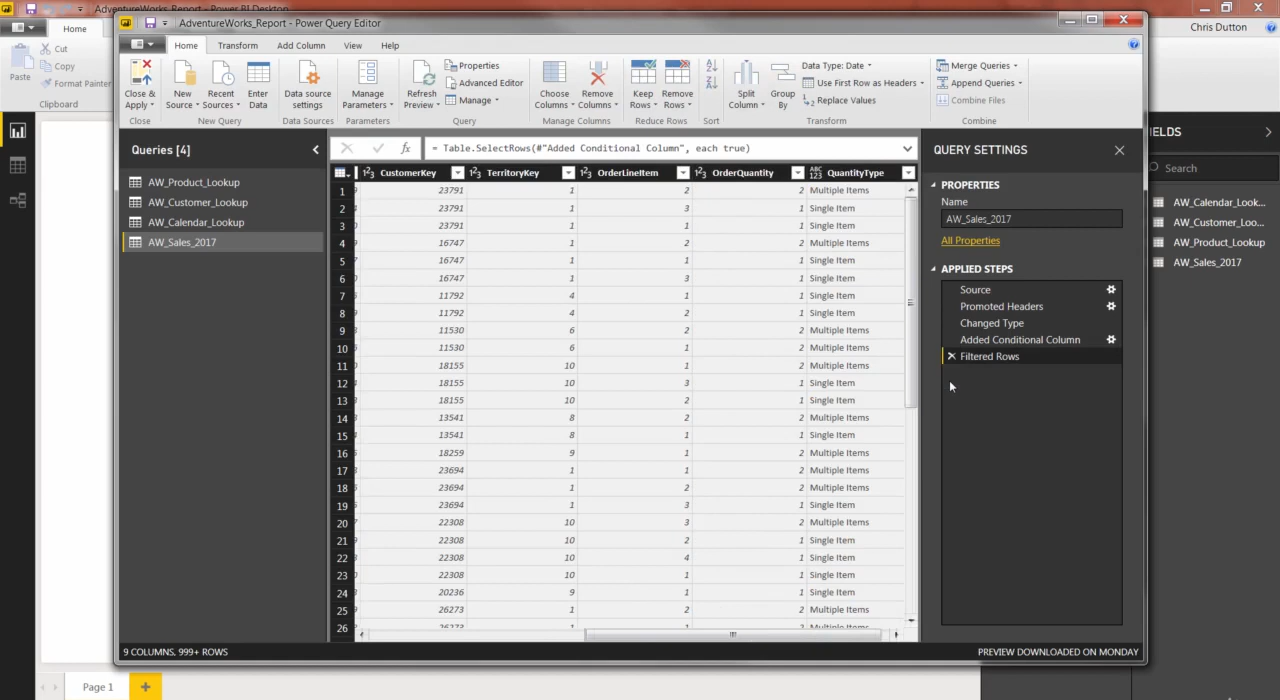 AdventureWorks_Report - Power BI Desktop
AdventureWorks_Report - Power Query Editor
Chris Dutton
Home
Home Transform Add Column View Help
Cut
Copy
Format Painter
Paste
Clipboard
Close & Apply
Close
New Source
Recent Sources
Enter Data
New Query
Data source settings
Data Sources
Manage Parameters
Parameters
Refresh Preview
Properties
Advanced Editor
Manage
Query
Choose Columns
Remove Columns
Manage Columns
Keep Rows
Remove Rows
Reduce Rows
Sort
Split Column
Group By
Data Type: Date
Use First Row as Headers
Replace Values
Transform
Merge Queries
Append Queries
Combine Files
Combine
Queries [4]
AW_Product_Lookup
AW_Customer_Lookup
AW_Calendar_Lookup
AW_Sales_2017
fx = Table.SelectRows(#"Added Conditional Column", each true)
CustomerKey TerritoryKey OrderLineItem OrderQuantity QuantityType
1 23791 1 2 2 Multiple Items
2 23791 1 3 1 Single Item
3 23791 1 1 1 Single Item
4 16747 1 2 2 Multiple Items
5 16747 1 1 1 Single Item
6 16747 1 3 1 Single Item
7 11792 4 1 1 Single Item
8 11792 4 2 1 Single Item
9 11530 6 2 2 Multiple Items
10 11530 6 1 2 Multiple Items
11 18155 10 1 2 Multiple Items
12 18155 10 3 1 Single Item
13 18155 10 2 1 Single Item
14 13541 8 2 2 Multiple Items
15 13541 8 1 1 Single Item
16 18259 9 1 2 Multiple Items
17 23694 1 1 2 Multiple Items
18 23694 1 2 2 Multiple Items
19 23694 1 3 1 Single Item
20 22308 10 3 2 Multiple Items
21 22308 10 2 1 Single Item
22 22308 10 4 1 Single Item
23 22308 10 1 1 Single Item
24 20236 9 1 1 Single Item
25 26273 1 2 2 Multiple Items
26 26273 1 1 2 Multiple Items
QUERY SETTINGS
PROPERTIES
Name
AW_Sales_2017
All Properties
APPLIED STEPS
Source
Promoted Headers
Changed Type
Added Conditional Column
Filtered Rows
IELDS
Search
AW_Calendar_Look...
AW_Customer_Loo...
AW_Product_Lookup
AW_Sales_2017
9 COLUMNS, 999+ ROWS
PREVIEW DOWNLOADED ON MONDAY
Page 1